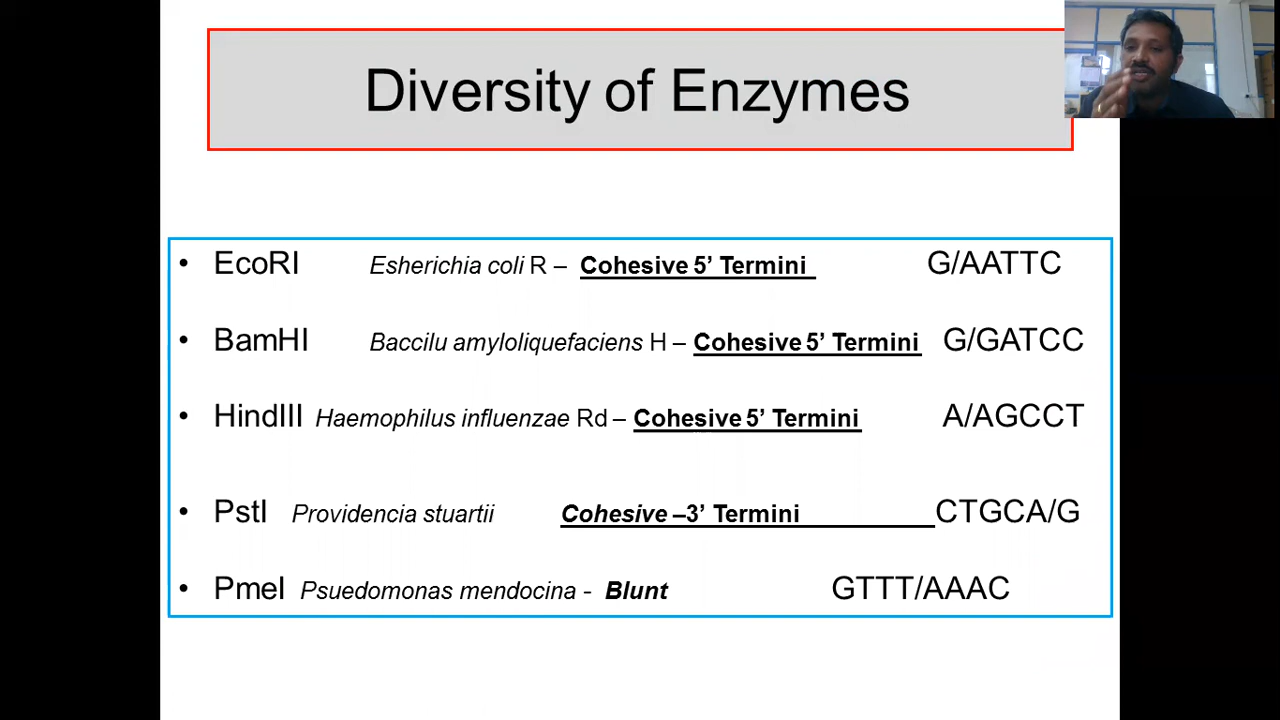 Diversity of Enzymes
• EcoRI Esherichia coli R – Cohesive 5’ Termini G/AATTC
• BamHI Baccilu amyloliquefaciens H – Cohesive 5’ Termini G/GATCC
• HindIII Haemophilus influenzae Rd – Cohesive 5’ Termini A/AGCCT
• PstI Providencia stuartii Cohesive –3’ Termini CTGCA/G
• PmeI Psuedomonas mendocina - Blunt GTTT/AAAC